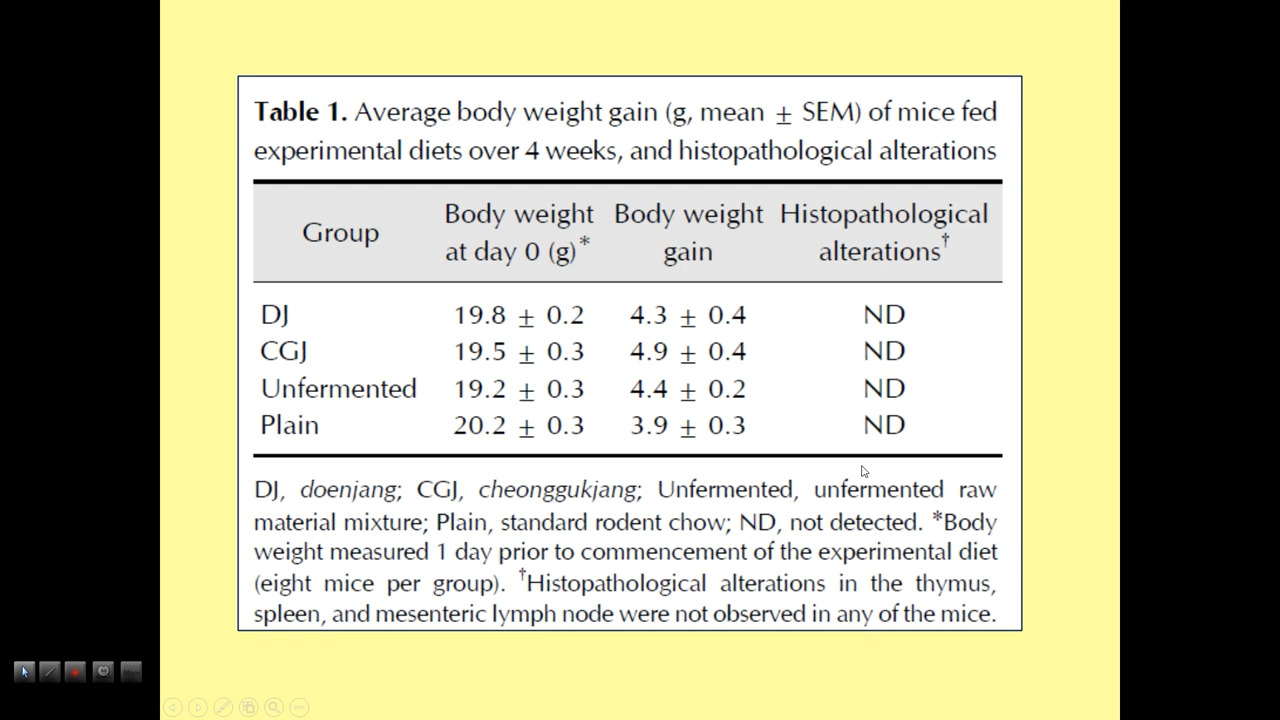 Table 1. Average body weight gain (g, mean ± SEM) of mice fed
experimental diets over 4 weeks, and histopathological alterations
Group Body weight at day 0 (g)* Body weight gain Histopathological alterations†
DJ 19.8 ± 0.2 4.3 ± 0.4 ND
CGJ 19.5 ± 0.3 4.9 ± 0.4 ND
Unfermented 19.2 ± 0.3 4.4 ± 0.2 ND
Plain 20.2 ± 0.3 3.9 ± 0.3 ND
DJ, doenjang; CGJ, cheonggukjang; Unfermented, unfermented raw
material mixture; Plain, standard rodent chow; ND, not detected. *Body
weight measured 1 day prior to commencement of the experimental diet
(eight mice per group). †Histopathological alterations in the thymus,
spleen, and mesenteric lymph node were not observed in any of the mice.